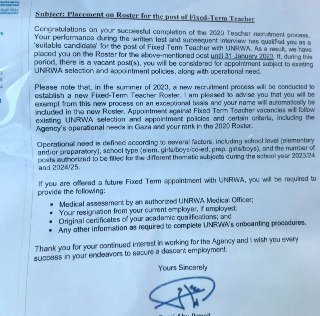 Subject: Placement on Roster for the post of Fixed-Term Teacher
Congratulations on your successful completion of the 2020 Teacher recruitment process.
Your performance during the written test and subsequent interview has qualified you as a
'suitable candidate' for the post of Fixed Term Teacher with UNRWA. As a result, we have
placed you on the Roster for the above-mentioned post until 31 January 2023. If, during this
period, there is a vacant post(s), you will be considered for appointment subject to existing
UNRWA selection and appointment policies, along with operational need.
Please note that, in the summer of 2023, a new recruitment process will be conducted to
establish a new Fixed-Term Teacher Roster. I am pleased to advise you that you will be
exempt from this new process on an exceptional basis and your name will automatically be
included in the new Roster. Appointment against Fixed Term Teacher vacancies will follow
existing UNRWA selection and appointment policies and certain criteria, including the
Agency's operational needs in Gaza and your rank in the 2020 Roster.
Operational need is defined according to several factors, including school level (elementary
and/or preparatory), school type (elem. girls/boys/co-ed, prep. girls/boys), and the number of
posts authorized to be filled for the different thematic subjects during the school year 2023/24
and 2024/25.
If you are offered a future Fixed Term appointment with UNRWA, you will be required to
provide the following:
• Medical assessment by an authorized UNRWA Medical Officer;
• Your resignation from your current employer, if employed;
• Original certificates of your academic qualifications; and
• Any other information as required to complete UNRWA's onboarding procedures.
Thank you for your continued interest in working for the Agency and I wish you every
success in your endeavors to secure a descent employment.
Yours Sincerely